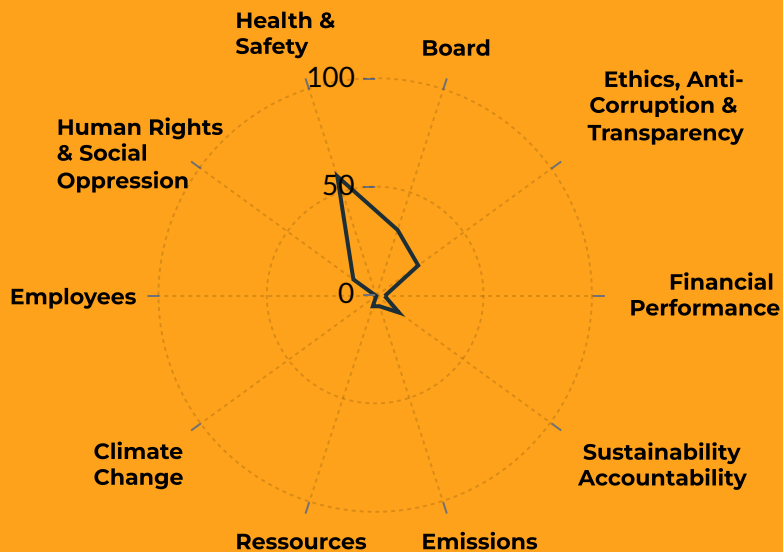 Health &
Safety
Board
100
Ethics, Anti-
Corruption &
Transparency
Human Rights
& Social
Oppression
50
Employees
0
Financial
Performance
Climate
Change
Sustainability
Accountability
Ressources
Emissions